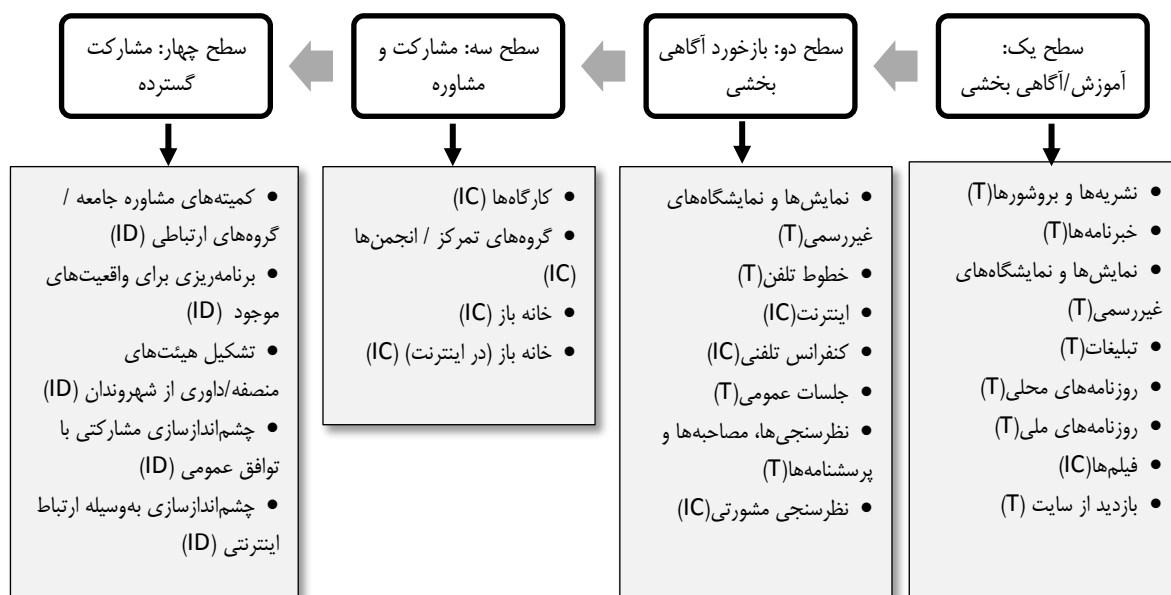 سطح یک:
آموزش/آگاهی بخشی
سطح دو: بازخورد آگاهی
بخشی
سطح سه: مشارکت و
مشاوره
سطح چهار: مشارکت
گسترده
• نشریه‌ها و بروشورها(T)
• خبرنامه‌ها(T)
• نمایش‌ها و نمایشگاه‌های
غیررسمی(T)
• تبلیغات(T)
• روزنامه‌های محلی(T)
• روزنامه‌های ملی(T)
• فیلم‌ها(IC)
• بازدید از سایت (T)
• نمایش‌ها و نمایشگاه‌های
غیررسمی(T)
• خطوط تلفن(T)
• اینترنت(IC)
• کنفرانس تلفنی(IC)
• جلسات عمومی(T)
• نظرسنجی‌ها، مصاحبه‌ها و
پرسشنامه‌ها(T)
• نظرسنجی مشورتی(IC)
• کارگاه‌ها (IC)
• گروه‌های تمرکز / انجمن‌ها
(IC)
• خانه باز (IC)
• خانه باز (در اینترنت) (IC)
• کمیته‌های مشاوره جامعه /
گروه‌های ارتباطی (ID)
• برنامه‌ریزی برای واقعیت‌های
موجود (ID)
• تشکیل هیئت‌های
منصفه/داوری از شهروندان (ID)
• چشم‌اندازسازی مشارکتی با
توافق عمومی (ID)
• چشم‌اندازسازی به‌وسیله ارتباط
اینترنتی (ID)